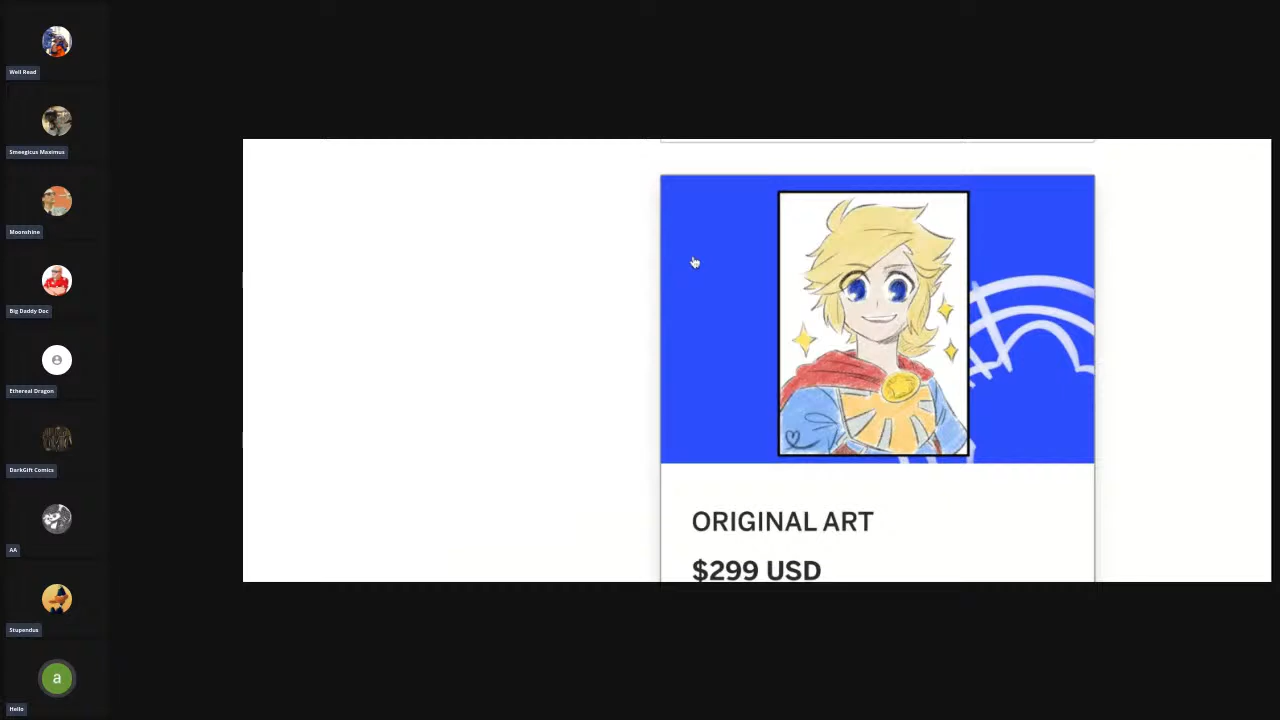 Well Read
Smeegicus Maximus
Moonshine
Big Daddy Doc
Ethereal Dragon
DarkGift Comics
AA
Stupendus
a
Hello
ORIGINAL ART
$299 USD